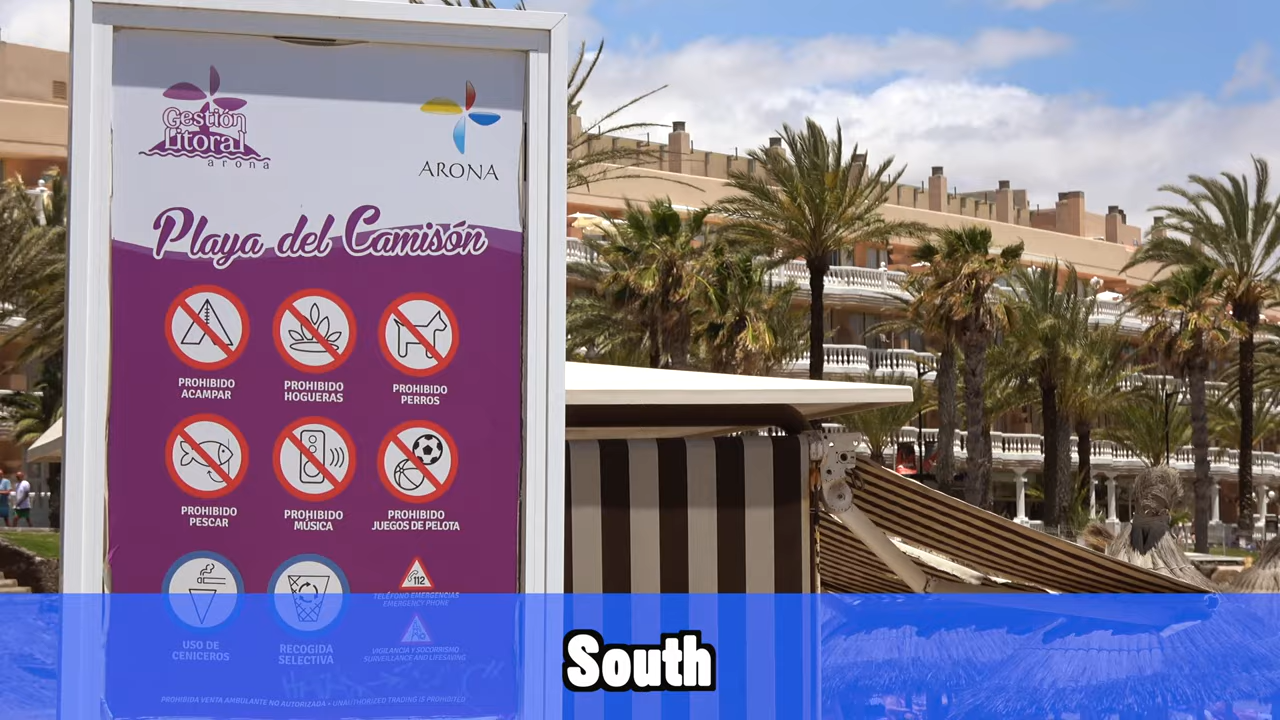 Gestión
Litoral
arona
ARONA
Playa del Camisón
PROHIBIDO
ACAMPAR
PROHIBIDO
HOGUERAS
PROHIBIDO
PERROS
PROHIBIDO
PESCAR
PROHIBIDO
MÚSICA
PROHIBIDO
JUEGOS DE PELOTA
112
TELÉFONO EMERGENCIAS
EMERGENCY PHONE
USO DE
CENICEROS
RECOGIDA
SELECTIVA
VIGILANCIA Y SOCORRISMO
SURVEILLANCE AND LIFESAVING
PROHIBIDA VENTA AMBULANTE NO AUTORIZADA • UNAUTHORIZED TRADING IS PROHIBITED
South